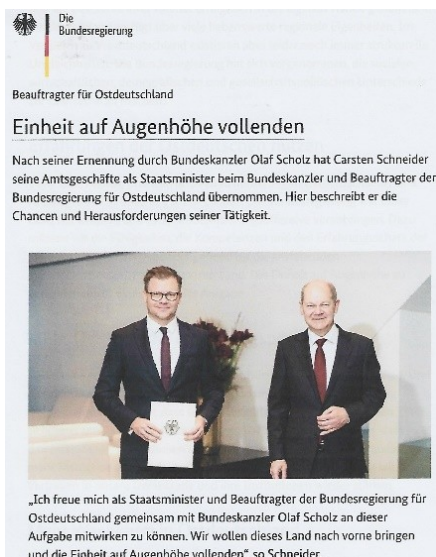 Die
Bundesregierung
Beauftragter für Ostdeutschland
Einheit auf Augenhöhe vollenden
Nach seiner Ernennung durch Bundeskanzler Olaf Scholz hat Carsten Schneider
seine Amtsgeschäfte als Staatsminister beim Bundeskanzler und Beauftragter der
Bundesregierung für Ostdeutschland übernommen. Hier beschreibt er die
Chancen und Herausforderungen seiner Tätigkeit.
„Ich freue mich als Staatsminister und Beauftragter der Bundesregierung für
Ostdeutschland gemeinsam mit Bundeskanzler Olaf Scholz an dieser
Aufgabe mitwirken zu können. Wir wollen dieses Land nach vorne bringen
und die Einheit auf Augenhöhe vollenden“ so Schneider